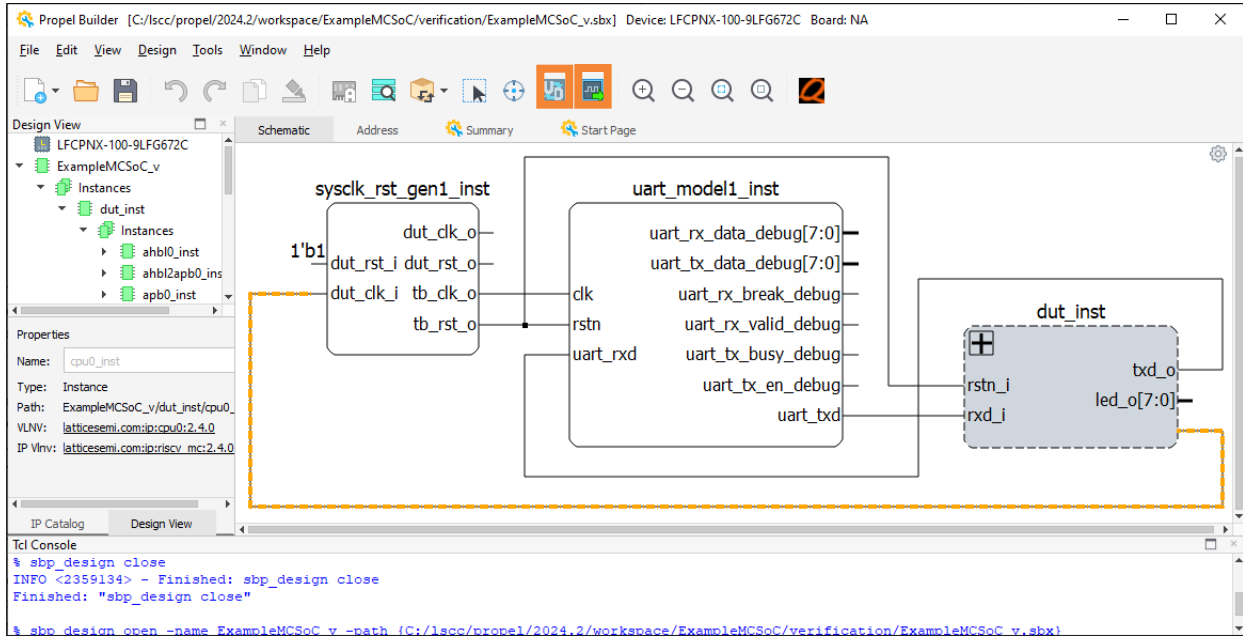 Propel Builder [C:/lscc/propel/2024.2/workspace/ExampleMCSoC/verification/ExampleMCSoC_v.sbx] Device: LFCPNX-100-9LFG672C Board: NA
File Edit View Design Tools Window Help
Design View
LFCPNX-100-9LFG672C
ExampleMCSoC_v
Instances
dut_inst
Instances
ahbl0_inst
ahbl2apb0_ins
apb0_inst
Properties
Name: cpu0_inst
Type: Instance
Path: ExampleMCSoC_v/dut_inst/cpu0_
VLNV: latticesemi.com:ip:cpu0:2.4.0
IP Vlnv: latticesemi.com:ip:riscv_mc:2.4.0
IP Catalog Design View
Schematic Address Summary Start Page
sysclk_rst_gen1_inst
1'b1
dut_clk_o
dut_rst_i dut_rst_o
dut_clk_i tb_clk_o
tb_rst_o
uart_model1_inst
uart_rx_data_debug[7:0]
uart_tx_data_debug[7:0]
clk uart_rx_break_debug
rstn uart_rx_valid_debug
uart_rxd uart_tx_busy_debug
uart_tx_en_debug
uart_txd
dut_inst
txd_o
rstn_i
led_o[7:0]
rxd_i
Tcl Console
% sbp_design close
INFO <2359134> - Finished: sbp_design close
Finished: "sbp_design close"
% sbp_design open -name ExampleMCSoC_v -path {C:/lscc/propel/2024.2/workspace/ExampleMCSoC/verification/ExampleMCSoC_v.sbx}